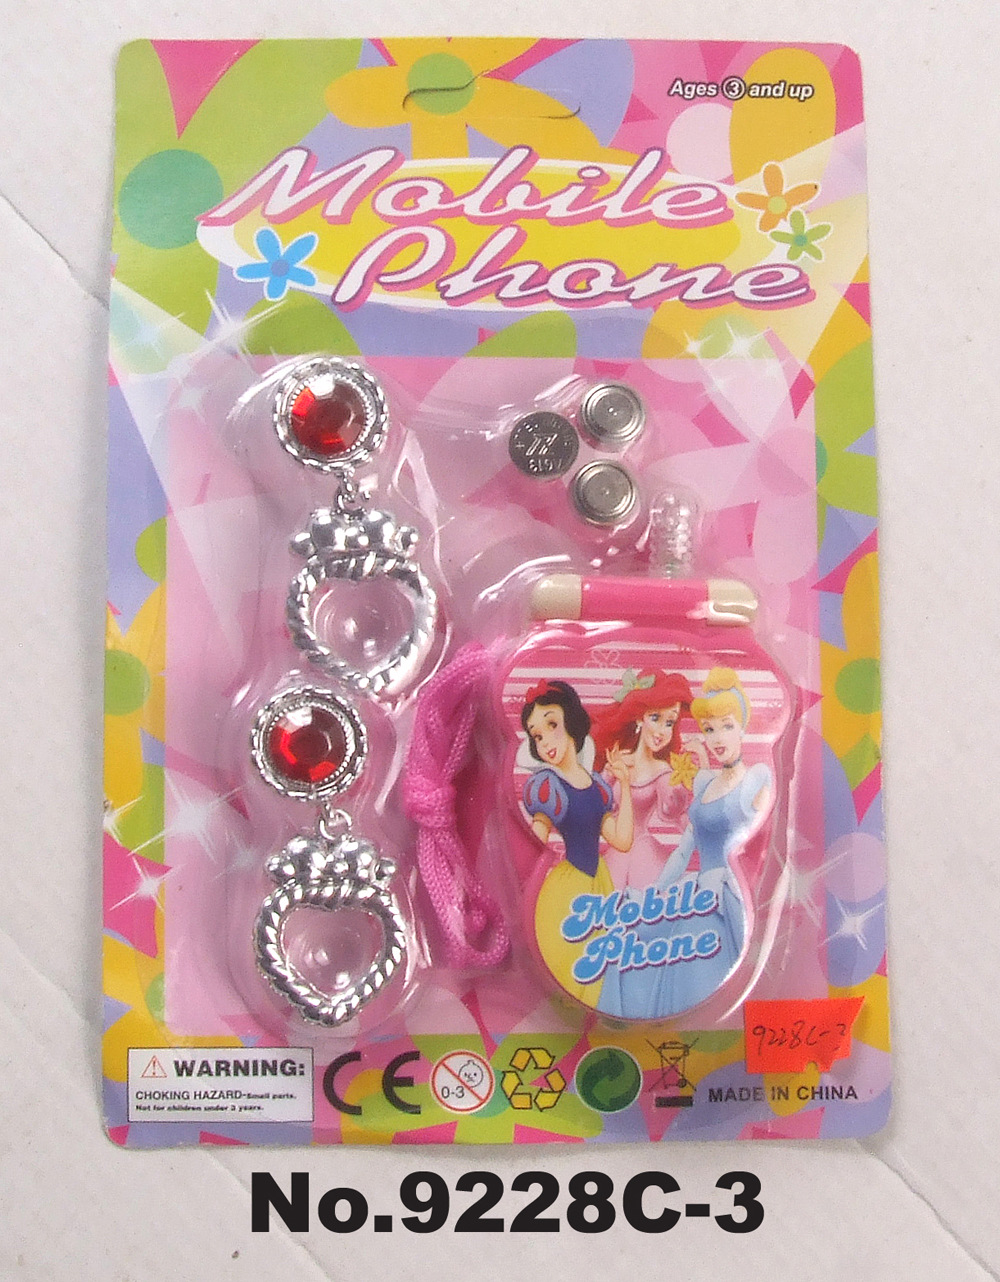 Ages 3 and up
Mobile
Phone
AG13
Mobile
Phone
9228C-3
WARNING:
CHOKING HAZARD-Small parts.
Not for children under 3 years.
CE
0-3
MADE IN CHINA
No.9228C-3